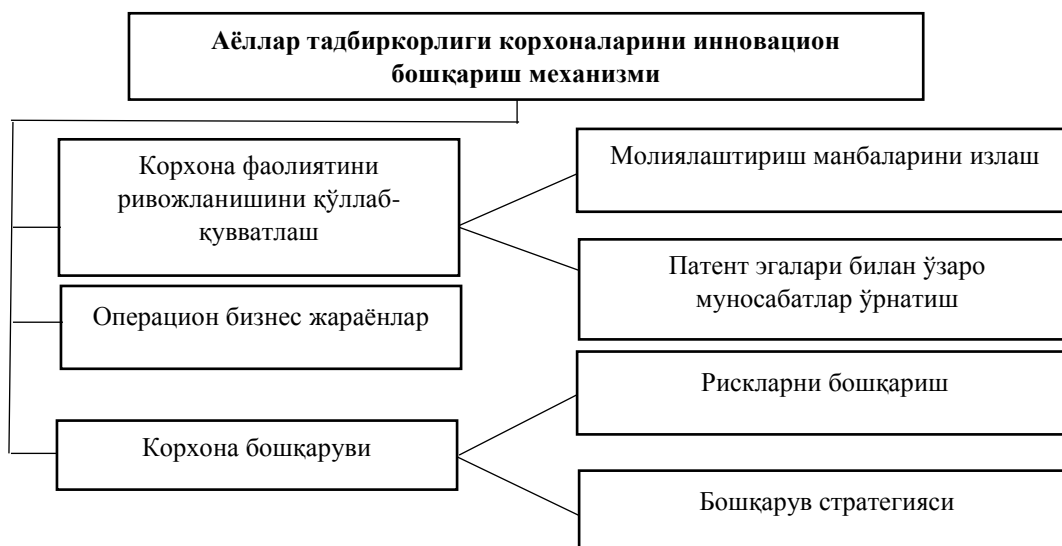 Аёллар тадбиркорлиги корхоналарини инновацион
бошқариш механизми
Корхона фаолиятини
ривожланишини қўллаб-
қувватлаш
Молиялаштириш манбаларини излаш
Патент эгалари билан ўзаро
муносабатлар ўрнатиш
Операцион бизнес жараёнлар
Рискларни бошқариш
Корхона бошқаруви
Бошқарув стратегияси